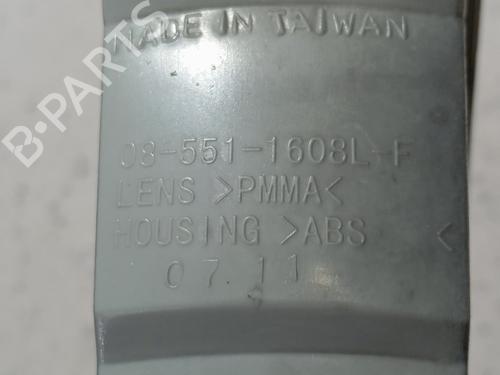 MADE IN TAIWAN
08-551-1608L-F
LENS >PMMA<
HOUSING >ABS <
07.11
B-PARTS